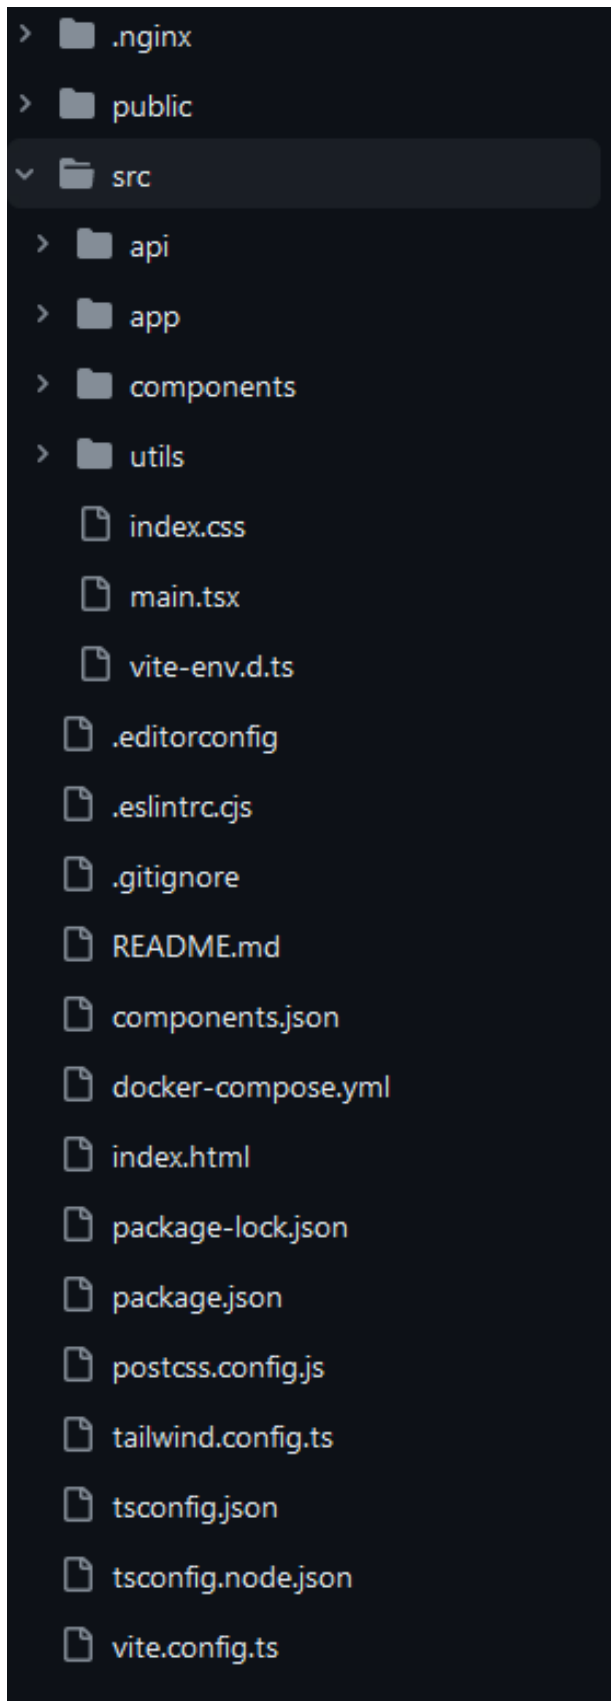 .nginx
public
src
api
app
components
utils
index.css
main.tsx
vite-env.d.ts
.editorconfig
.eslintrc.cjs
.gitignore
README.md
components.json
docker-compose.yml
index.html
package-lock.json
package.json
postcss.config.js
tailwind.config.ts
tsconfig.json
tsconfig.node.json
vite.config.ts